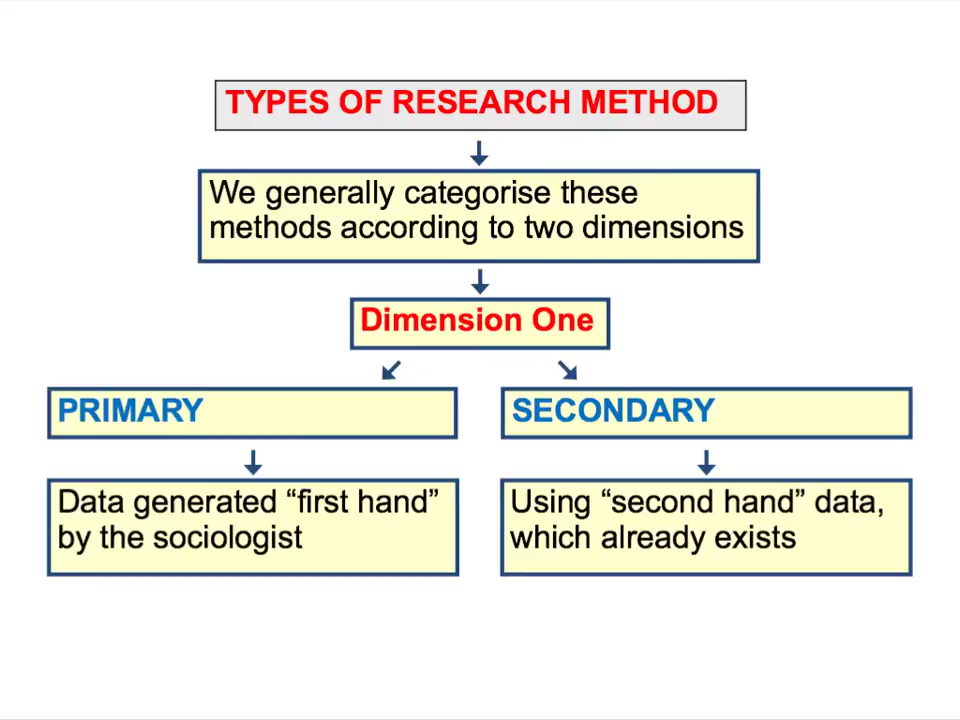 TYPES OF RESEARCH METHOD
We generally categorise these
methods according to two dimensions
Dimension One
PRIMARY
SECONDARY
Data generated “first hand”
by the sociologist
Using “second hand” data,
which already exists